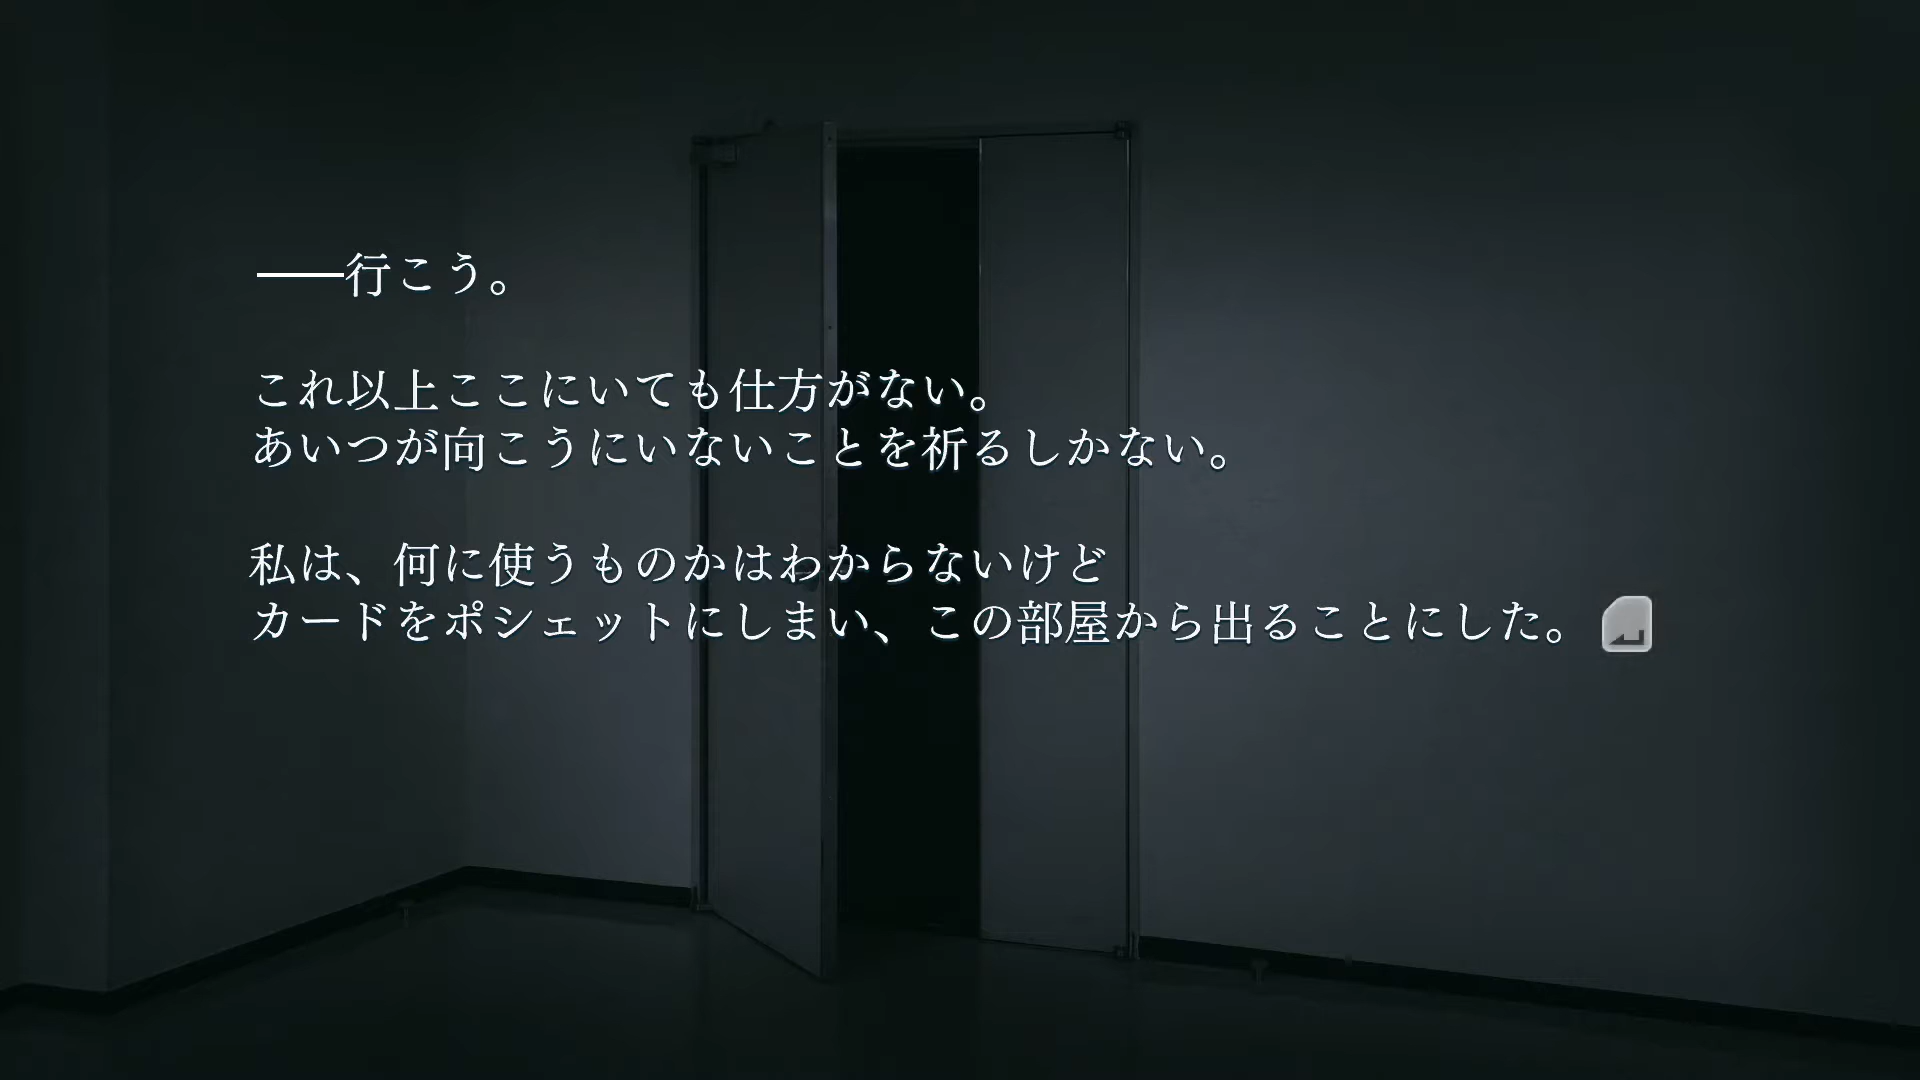 ――行こう。
これ以上ここにいても仕方がない。
あいつが向こうにいないことを祈るしかない。
私は、何に使うものかはわからないけど
カードをポシェットにしまい、この部屋から出ることにした。